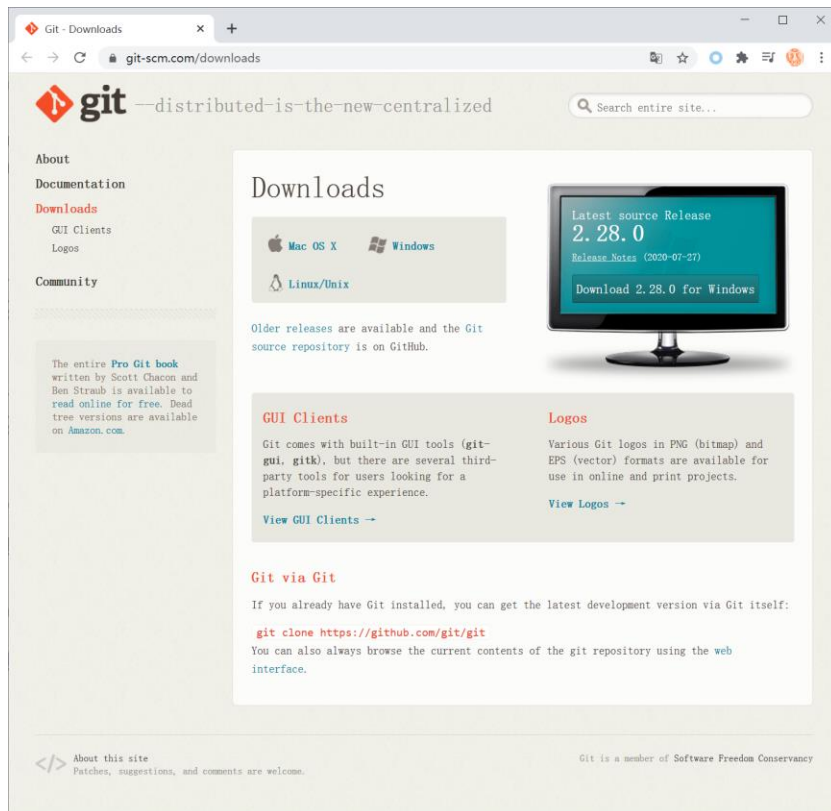 Git - Downloads
git-scm.com/downloads
git --distributed-is-the-new-centralized
Search entire site...
About
Documentation
Downloads
GUI Clients
Logos
Community
The entire Pro Git book
written by Scott Chacon and
Ben Straub is available to
read online for free. Dead
tree versions are available
on Amazon.com.
Downloads
Mac OS X
Windows
Linux/Unix
Older releases are available and the Git
source repository is on GitHub.
Latest source Release
2.28.0
Release Notes (2020-07-27)
Download 2.28.0 for Windows
GUI Clients
Git comes with built-in GUI tools (git-
gui, gitk), but there are several third-
party tools for users looking for a
platform-specific experience.
View GUI Clients →
Logos
Various Git logos in PNG (bitmap) and
EPS (vector) formats are available for
use in online and print projects.
View Logos →
Git via Git
If you already have Git installed, you can get the latest development version via Git itself:
git clone https://github.com/git/git
You can also always browse the current contents of the git repository using the web
interface.
</> About this site
Patches, suggestions, and comments are welcome.
Git is a member of Software Freedom Conservancy